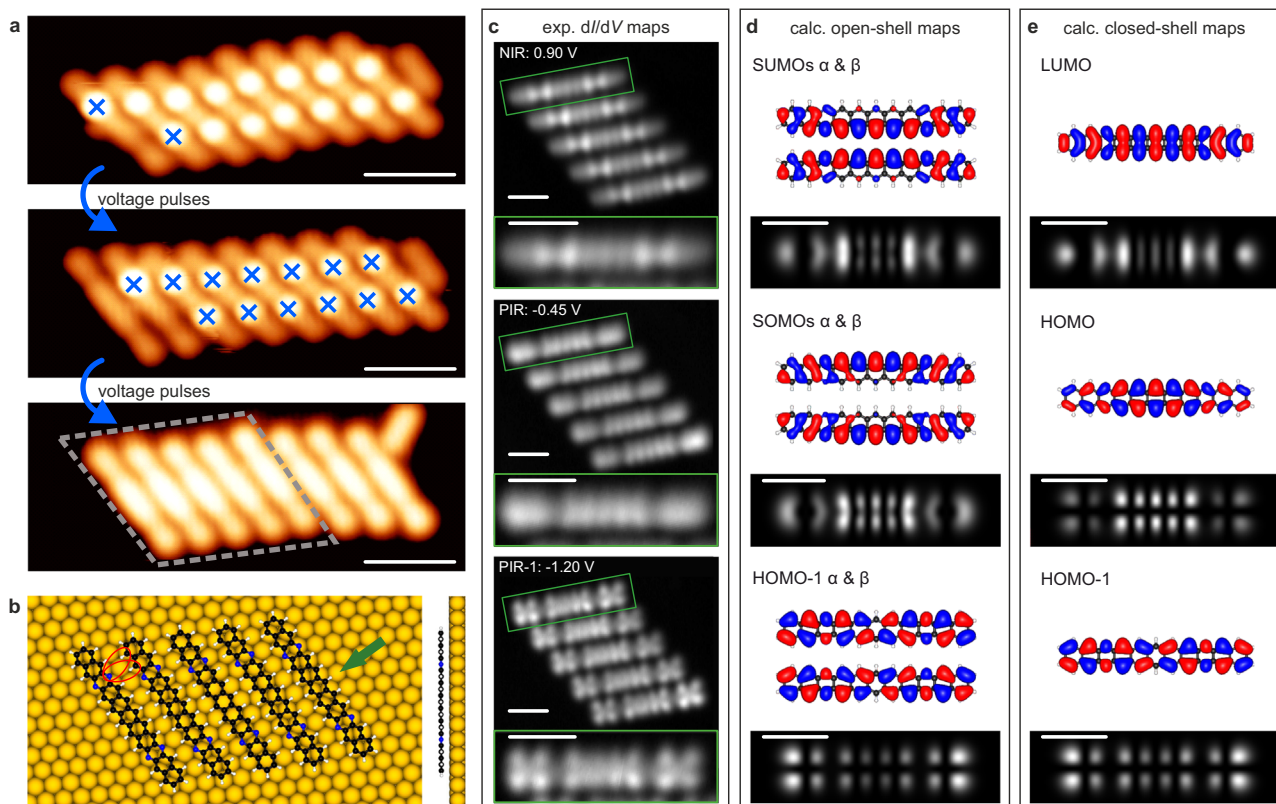 a
voltage pulses
voltage pulses
b
c
exp. dI/dV maps
NIR: 0.90 V
PIR: -0.45 V
PIR-1: -1.20 V
d
calc. open-shell maps
SUMOs α & β
SOMOs α & β
HOMO-1 α & β
e
calc. closed-shell maps
LUMO
HOMO
HOMO-1